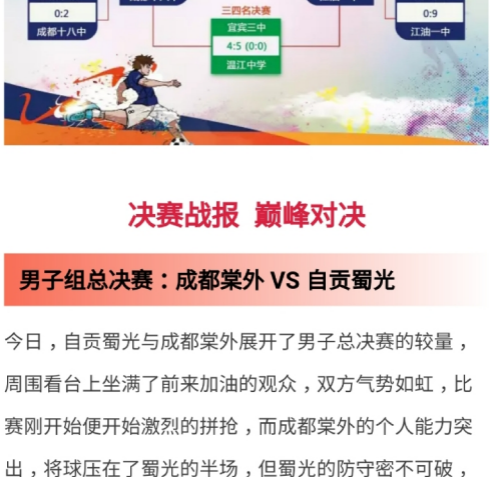 三四名决赛
0:2
宜宾三中
0:9
成都十八中
4:5 (0:0)
江油一中
温江中学
决赛战报 巅峰对决
男子组总决赛：成都棠外 VS 自贡蜀光
今日，自贡蜀光与成都棠外展开了男子总决赛的较量，
周围看台上坐满了前来加油的观众，双方气势如虹，比
赛刚开始便开始激烈的拼抢，而成都棠外的个人能力突
出，将球压在了蜀光的半场，但蜀光的防守密不可破，